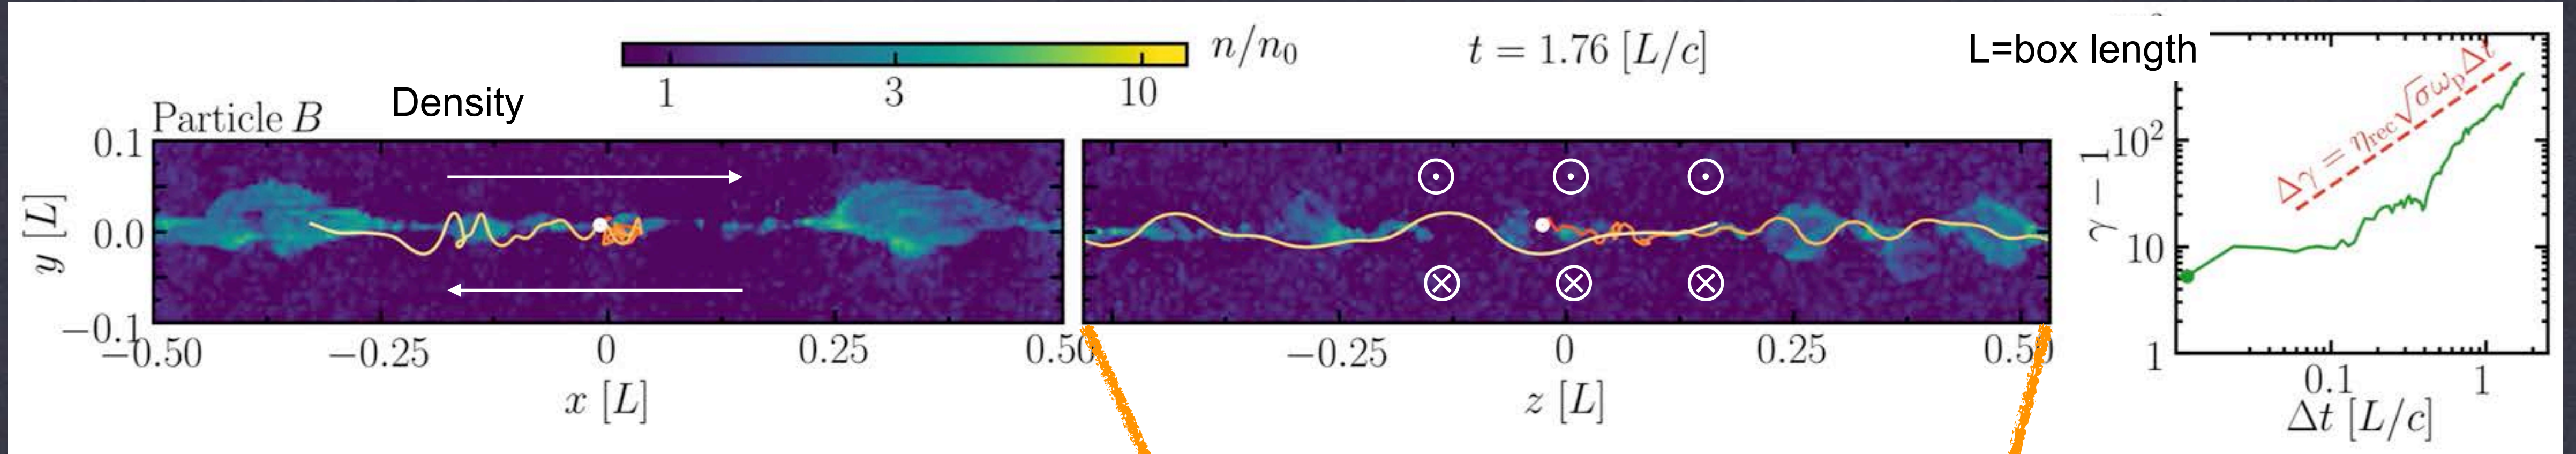 n/n₀
t = 1.76 [L/c]
L=box length
1 3 10
Density
Particle B
0.1
0.0
−0.1
y [L]
−0.50 −0.25 0 0.25 0.50
x [L]
−0.25 0 0.25 0.50
z [L]
Δγ = η_rec√σω_pΔt
10²
10
1
γ − 1
0.1 1
Δt [L/c]